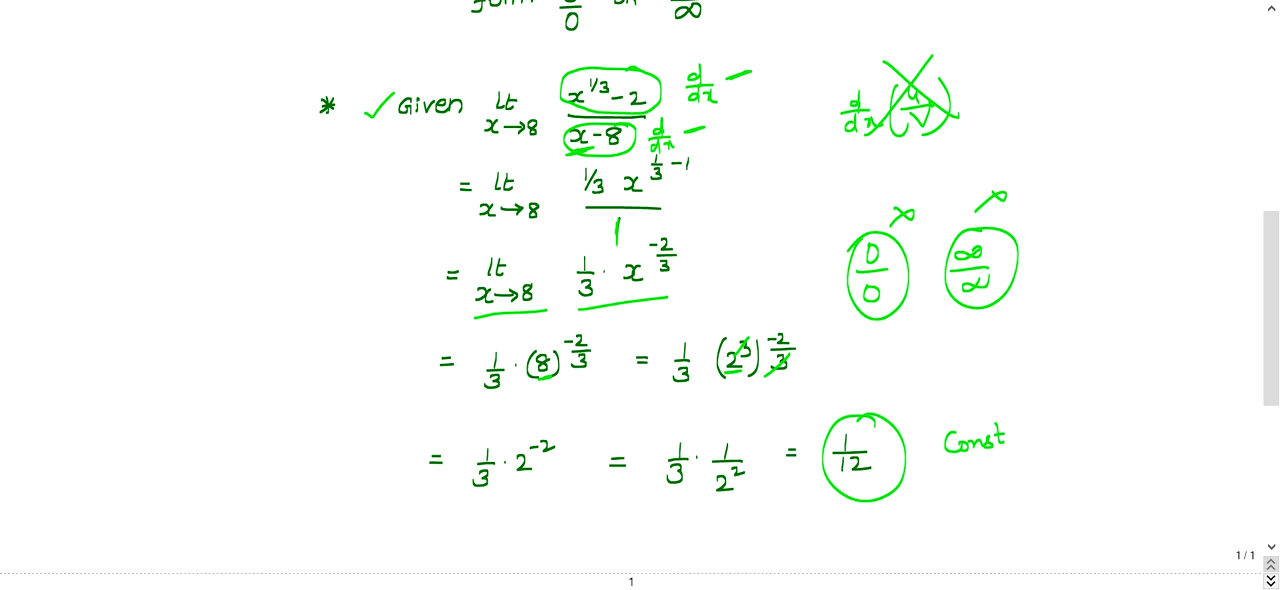 form 0/0 or ∞/∞
* ✓ Given lt x→8 (x^(1/3) - 2)/(x-8) d/dx – d/dx – d/dx (u/v)
= lt x→8 (1/3 x^(1/3 - 1))/1
= lt x→8 1/3 · x^(-2/3) 0/0 ∞/∞
= 1/3 · (8)^(-2/3) = 1/3 (2^3)^(-2/3)
= 1/3 · 2^-2 = 1/3 · 1/2^2 = 1/12 Const
1 / 1
1